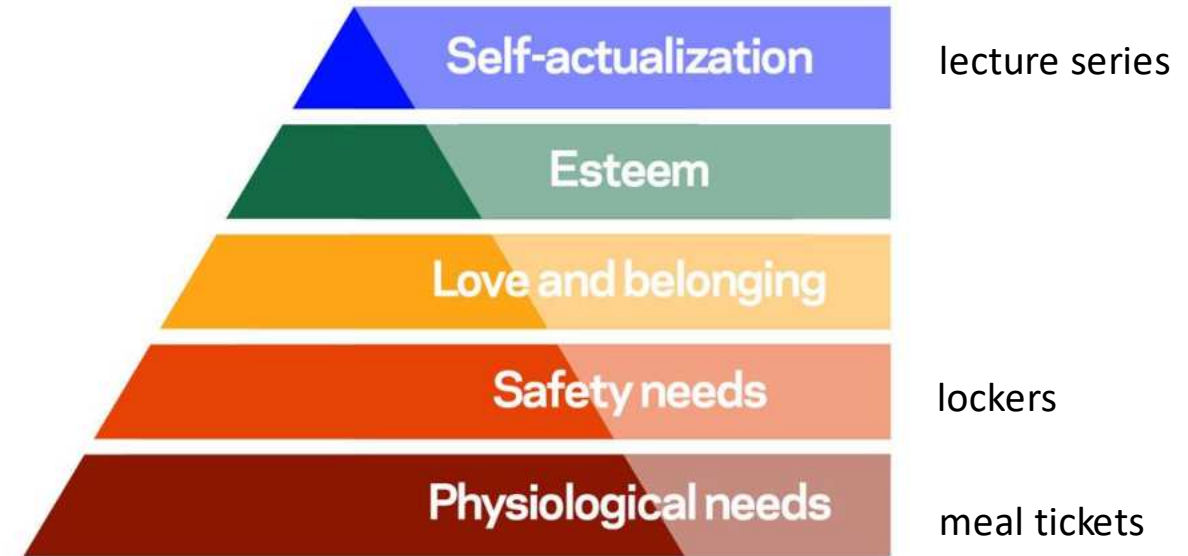 Self-actualization lecture series
Esteem
Love and belonging
Safety needs lockers
Physiological needs meal tickets